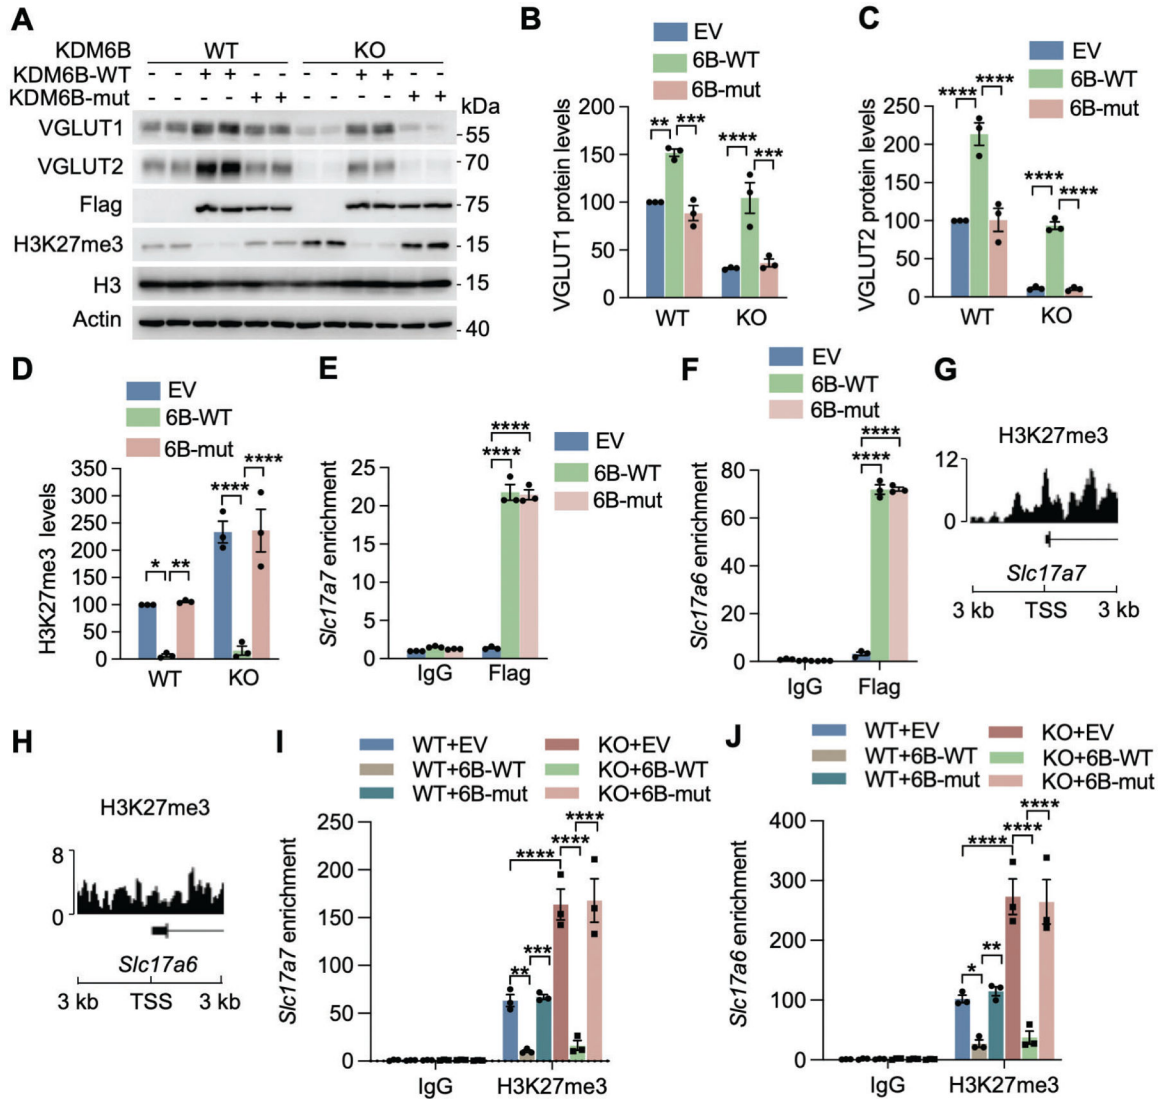 A
KDM6B WT KO
KDM6B-WT - - + + - - - - + + - -
KDM6B-mut - - - - + + - - - - + +
kDa
VGLUT1 - 55
VGLUT2 - 70
Flag - 75
H3K27me3 - 15
H3 - 15
Actin - 40
B
EV
6B-WT
6B-mut
VGLUT1 protein levels
200
150
100
50
0
** *** **** ***
WT KO
C
EV
6B-WT
6B-mut
VGLUT2 protein levels
250
200
150
100
50
0
**** **** **** ****
WT KO
D
EV
6B-WT
6B-mut
H3K27me3 levels
350
300
250
200
150
100
50
0
* ** **** ****
WT KO
E
EV
6B-WT
6B-mut
Slc17a7 enrichment
25
20
15
10
5
0
****
****
IgG Flag
F
EV
6B-WT
6B-mut
Slc17a6 enrichment
80
60
40
20
0
****
****
IgG Flag
G
H3K27me3
12
0
Slc17a7
3 kb TSS 3 kb
H
H3K27me3
8
0
Slc17a6
3 kb TSS 3 kb
I
WT+EV KO+EV
WT+6B-WT KO+6B-WT
WT+6B-mut KO+6B-mut
Slc17a7 enrichment
250
200
150
100
50
0
****
****
****
***
**
IgG H3K27me3
J
WT+EV KO+EV
WT+6B-WT KO+6B-WT
WT+6B-mut KO+6B-mut
Slc17a6 enrichment
400
300
200
100
0
****
****
****
**
*
IgG H3K27me3